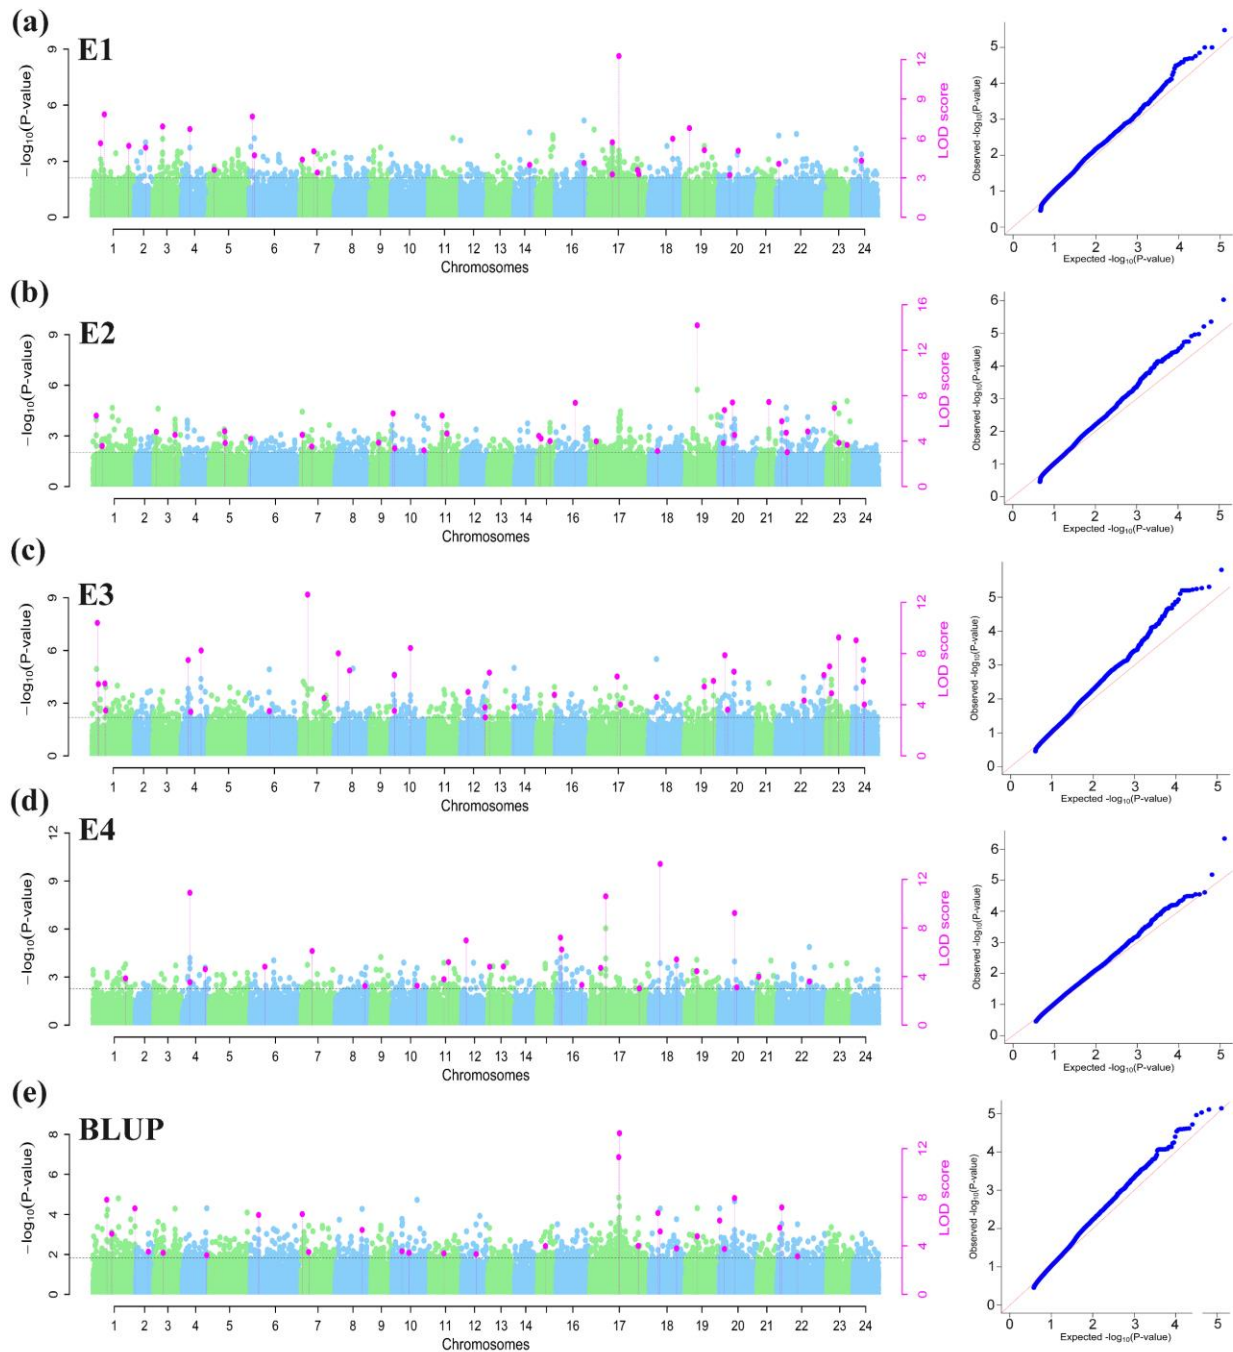 (a)
E1
−log10(P-value)
0 3 6 9
1 2 3 4 5 6 7 8 9 10 11 12 13 14 15 16 17 18 19 20 21 22 23 24
Chromosomes
LOD score
0 3 6 8 10 12
Observed -log10(P-value)
0 1 2 3 4 5
0 1 2 3 4 5
Expected -log10(P-value)
(b)
E2
−log10(P-value)
0 3 6 9
1 2 3 4 5 6 7 8 9 10 11 12 13 14 15 16 17 18 19 20 21 22 23 24
Chromosomes
LOD score
0 4 8 12 16
Observed -log10(P-value)
0 1 2 3 4 5 6
0 1 2 3 4 5
Expected -log10(P-value)
(c)
E3
−log10(P-value)
0 3 6 9
1 2 3 4 5 6 7 8 9 10 11 12 13 14 15 16 17 18 19 20 21 22 23 24
Chromosomes
LOD score
0 4 8 12
Observed -log10(P-value)
0 1 2 3 4 5
0 1 2 3 4 5
Expected -log10(P-value)
(d)
E4
−log10(P-value)
0 3 6 9 12
1 2 3 4 5 6 7 8 9 10 11 12 13 14 15 16 17 18 19 20 21 22 23 24
Chromosomes
LOD score
0 4 8 12
Observed -log10(P-value)
0 1 2 3 4 5 6
0 1 2 3 4 5
Expected -log10(P-value)
(e)
BLUP
−log10(P-value)
0 2 4 6 8
1 2 3 4 5 6 7 8 9 10 11 12 13 14 15 16 17 18 19 20 21 22 23 24
Chromosomes
LOD score
0 4 8 12
Observed -log10(P-value)
0 1 2 3 4 5
0 1 2 3 4 5
Expected -log10(P-value)